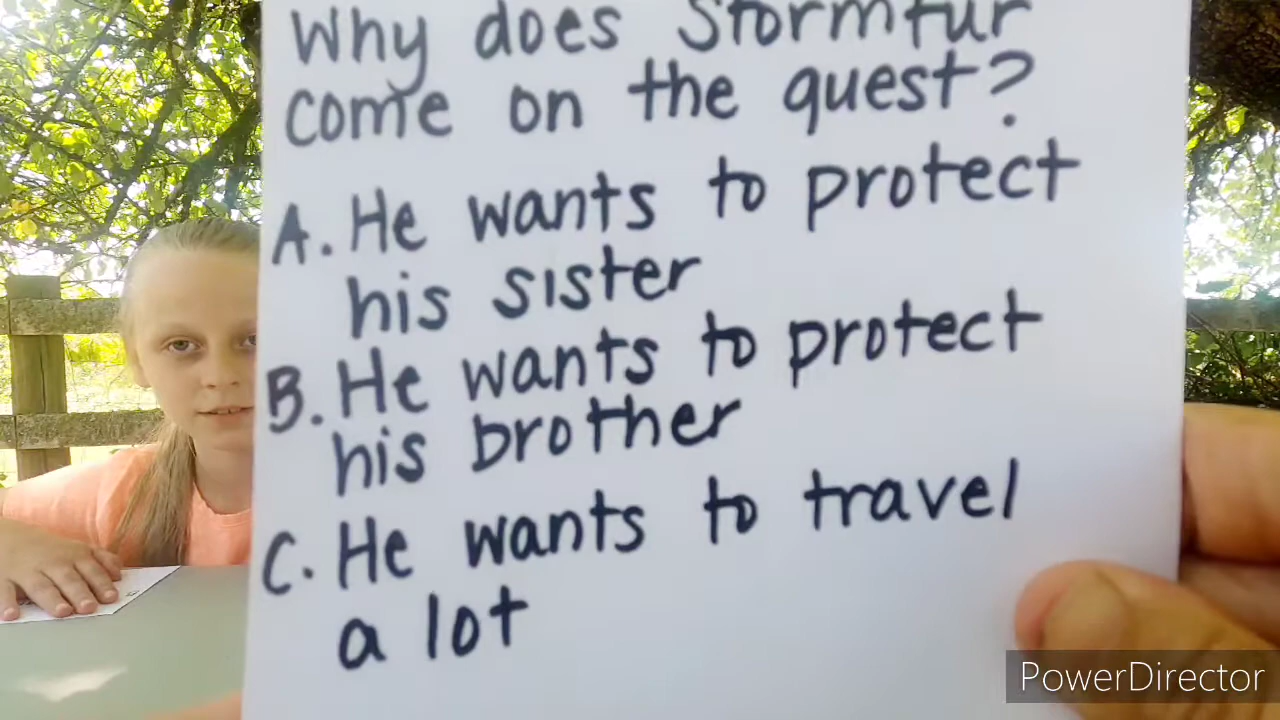 Why does Stormfur
come on the quest?
A. He wants to protect
his sister
B. He wants to protect
his brother
C. He wants to travel
a lot
PowerDirector